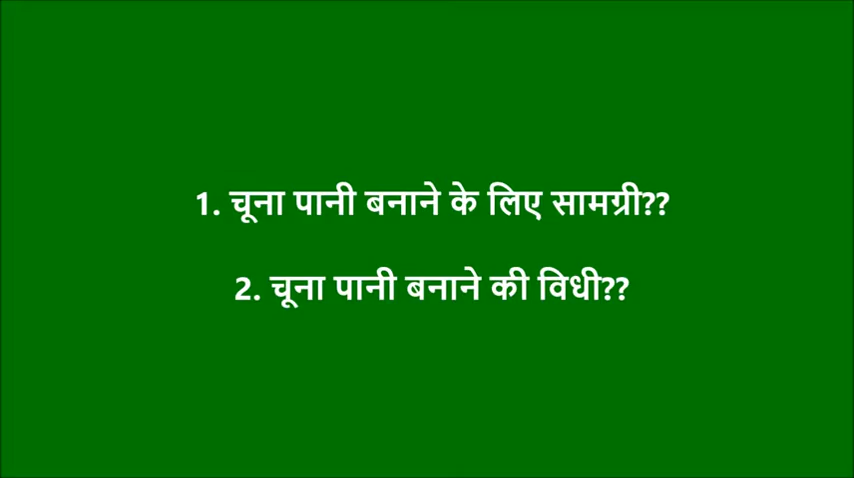 1. चूना पानी बनाने के लिए सामग्री??
2. चूना पानी बनाने की विधी??